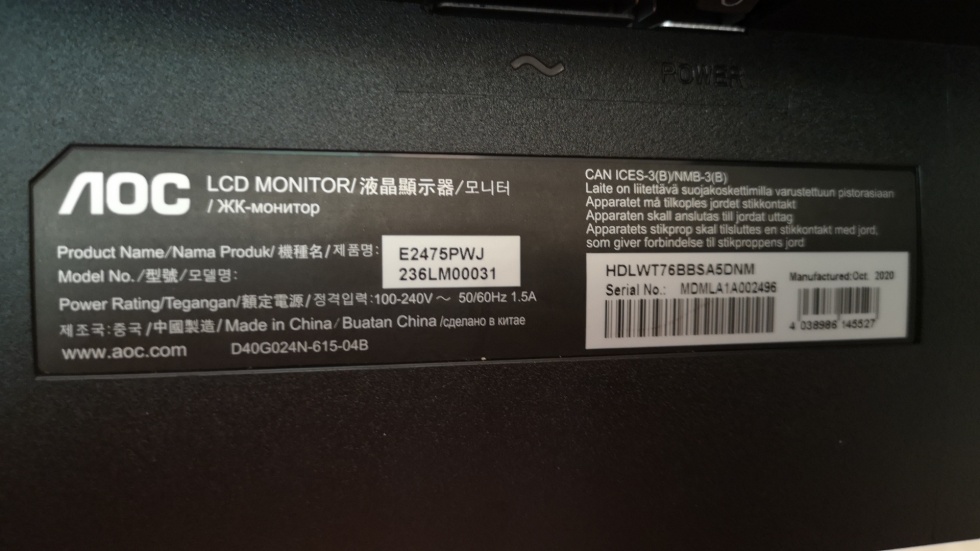 POWER
AOC LCD MONITOR/液晶顯示器/모니터
/ ЖК-монитор
Product Name/Nama Produk/機種名/제품명: E2475PWJ
Model No./型號/모델명: 236LM00031
Power Rating/Tegangan/額定電源/정격입력:100-240V～ 50/60Hz 1.5A
제조국:중국/中國製造/Made in China/Buatan China/сделано в китае
www.aoc.com D40G024N-615-04B
CAN ICES-3(B)/NMB-3(B)
Laite on liitettävä suojakoskettimilla varustettuun pistorasiaan
Apparatet må tilkoples jordet stikkontakt
Apparaten skall anslutas till jordat uttag
Apparatets stikprop skal tilsluttes en stikkontakt med jord,
som giver forbindelse til stikproppens jord
HDLWT76BBSA5DNM
Serial No.: MDMLA1A002496
Manufactured:Oct. 2020
4 038986 145527